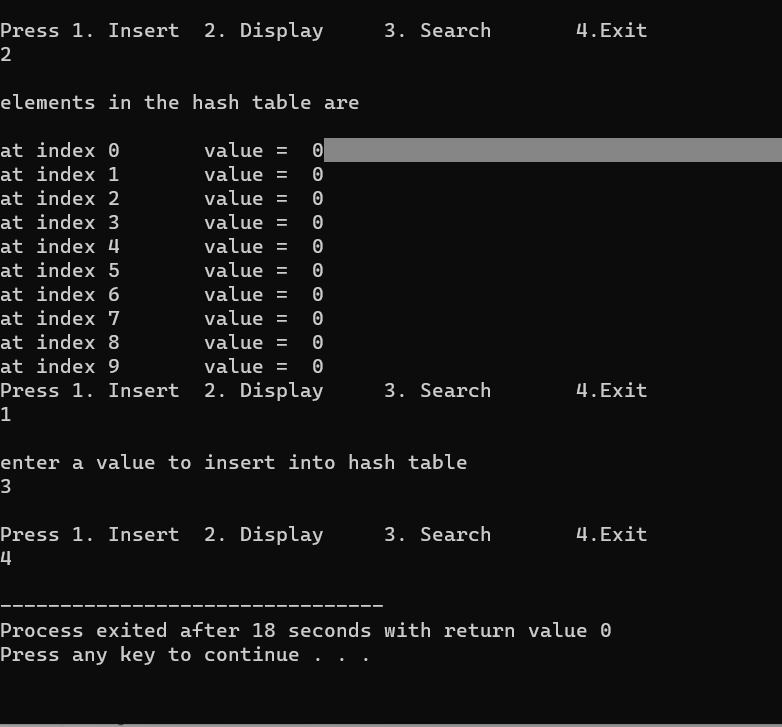 Press 1. Insert  2. Display     3. Search       4.Exit
2
elements in the hash table are
at index 0       value =  0
at index 1       value =  0
at index 2       value =  0
at index 3       value =  0
at index 4       value =  0
at index 5       value =  0
at index 6       value =  0
at index 7       value =  0
at index 8       value =  0
at index 9       value =  0
Press 1. Insert  2. Display     3. Search       4.Exit
1
enter a value to insert into hash table
3
Press 1. Insert  2. Display     3. Search       4.Exit
4
--------------------------------
Process exited after 18 seconds with return value 0
Press any key to continue . . .